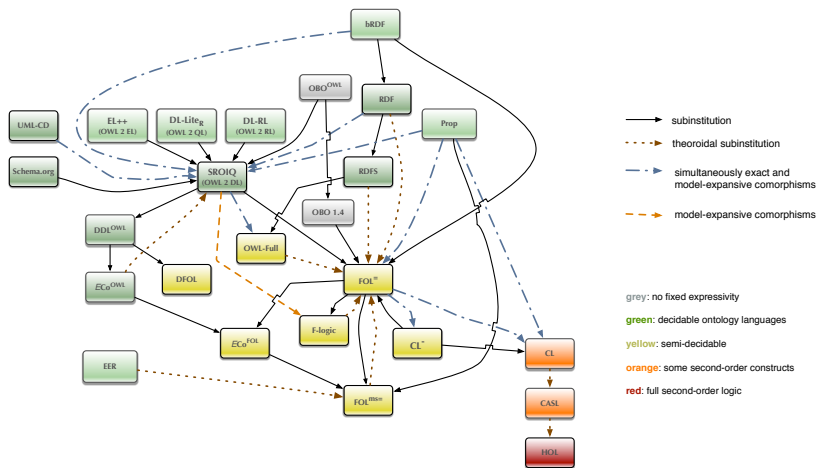 bRDF
OBO^OWL
RDF
UML-CD
EL++
(OWL 2 EL)
DL-Lite_R
(OWL 2 QL)
DL-RL
(OWL 2 RL)
Prop
Schema.org
SROIQ
(OWL 2 DL)
RDFS
OBO 1.4
DDL^OWL
OWL-Full
ECo^OWL
DFOL
FOL^=
F-logic
ECo^FOL
CL^-
CL
EER
FOL^ms=
CASL
HOL
subinstitution
theoroidal subinstitution
simultaneously exact and
model-expansive comorphisms
model-expansive comorphisms
grey: no fixed expressivity
green: decidable ontology languages
yellow: semi-decidable
orange: some second-order constructs
red: full second-order logic